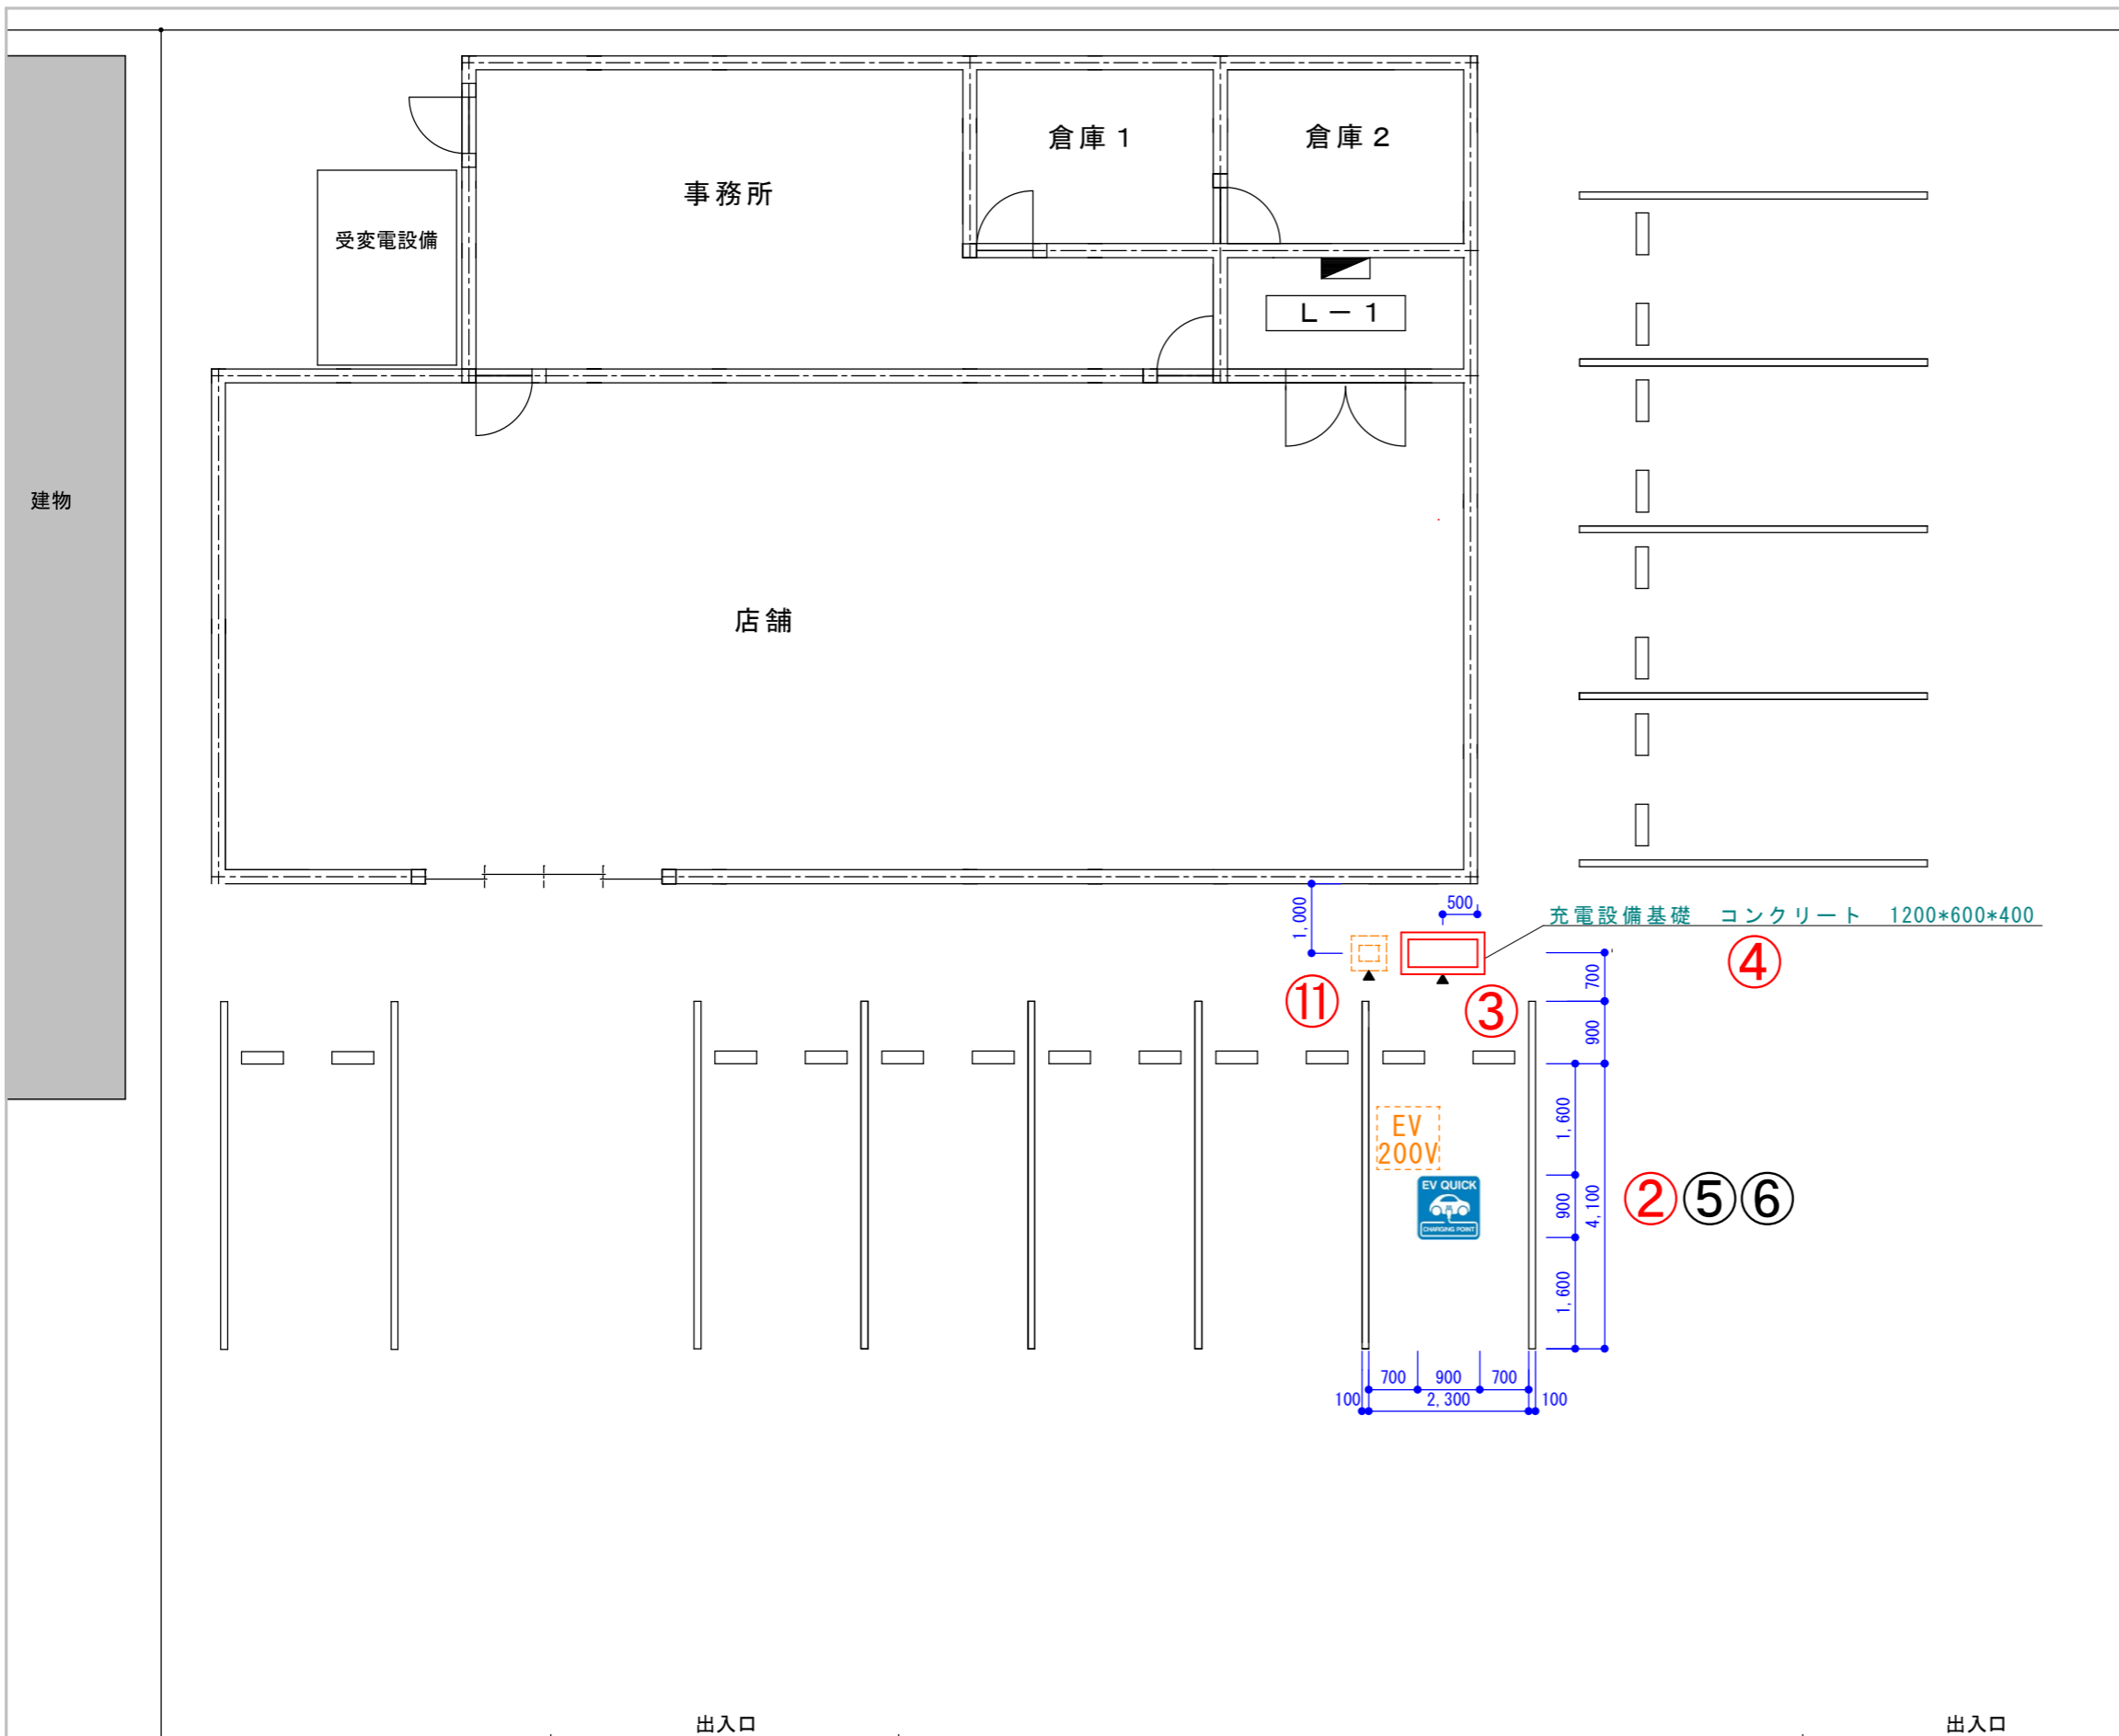 倉庫１
倉庫２
事務所
受変電設備
Ｌ－１
建物
店舗
1,000
500
充電設備基礎　コンクリート　1200*600*400
④
700
⑪
③
900
EV
200V
1,600
EV QUICK
CHARGING POINT
900
4,100
②⑤⑥
1,600
700
900
700
100
2,300
100
出入口
出入口